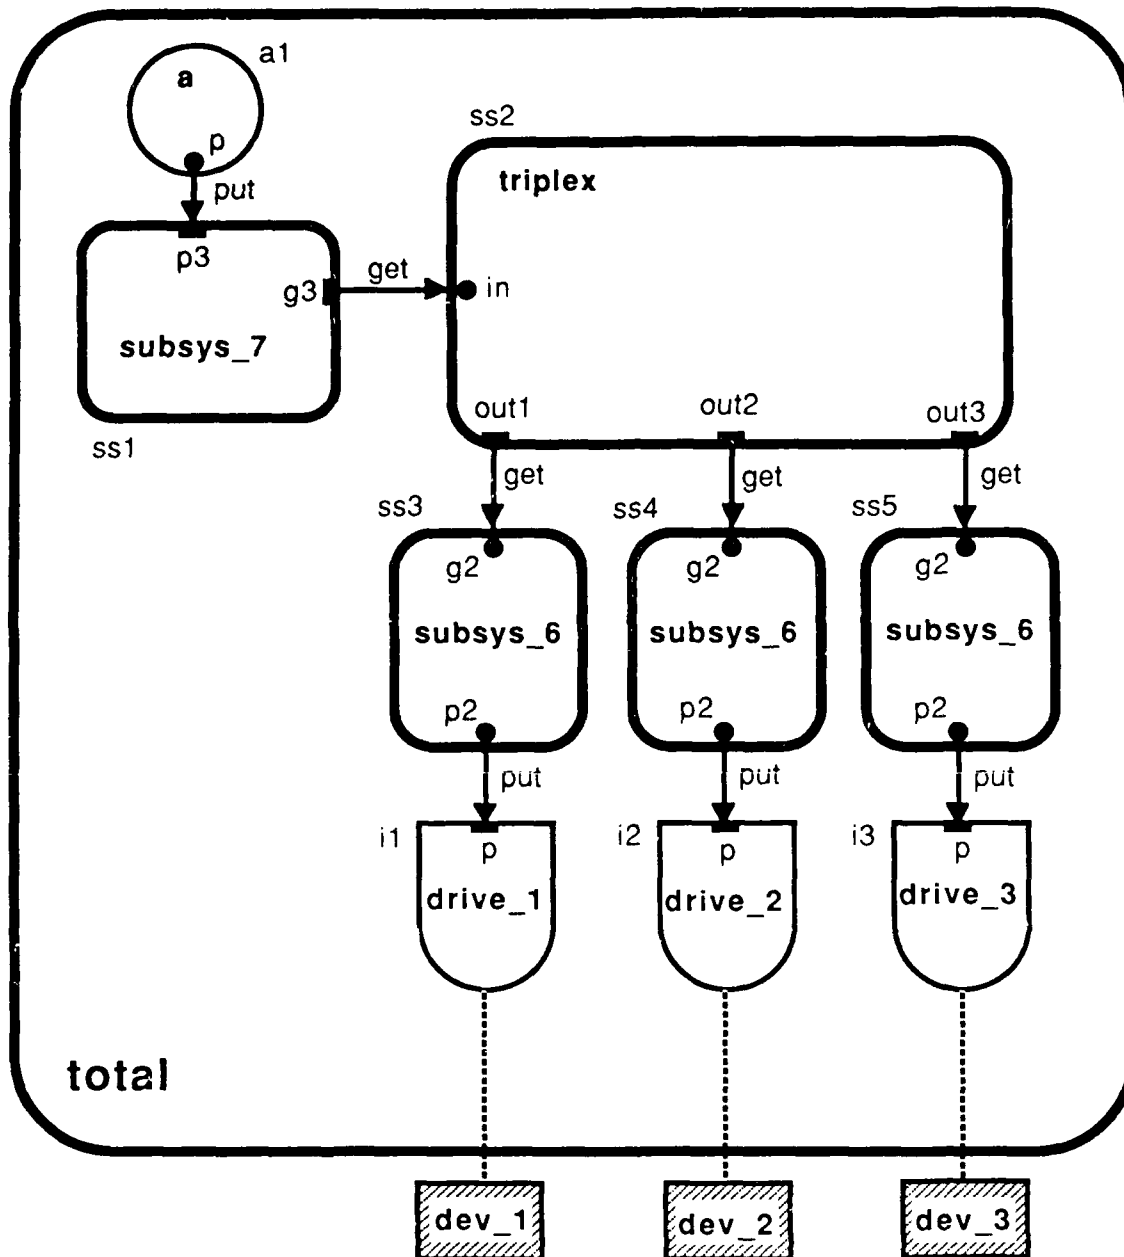 a1
a
p
put
ss2
triplex
p3
g3
get
in
subsys_7
ss1
out1
out2
out3
get
get
get
ss3
ss4
ss5
g2
g2
g2
subsys_6
subsys_6
subsys_6
p2
p2
p2
put
put
put
i1
i2
i3
p
p
p
drive_1
drive_2
drive_3
total
dev_1
dev_2
dev_3